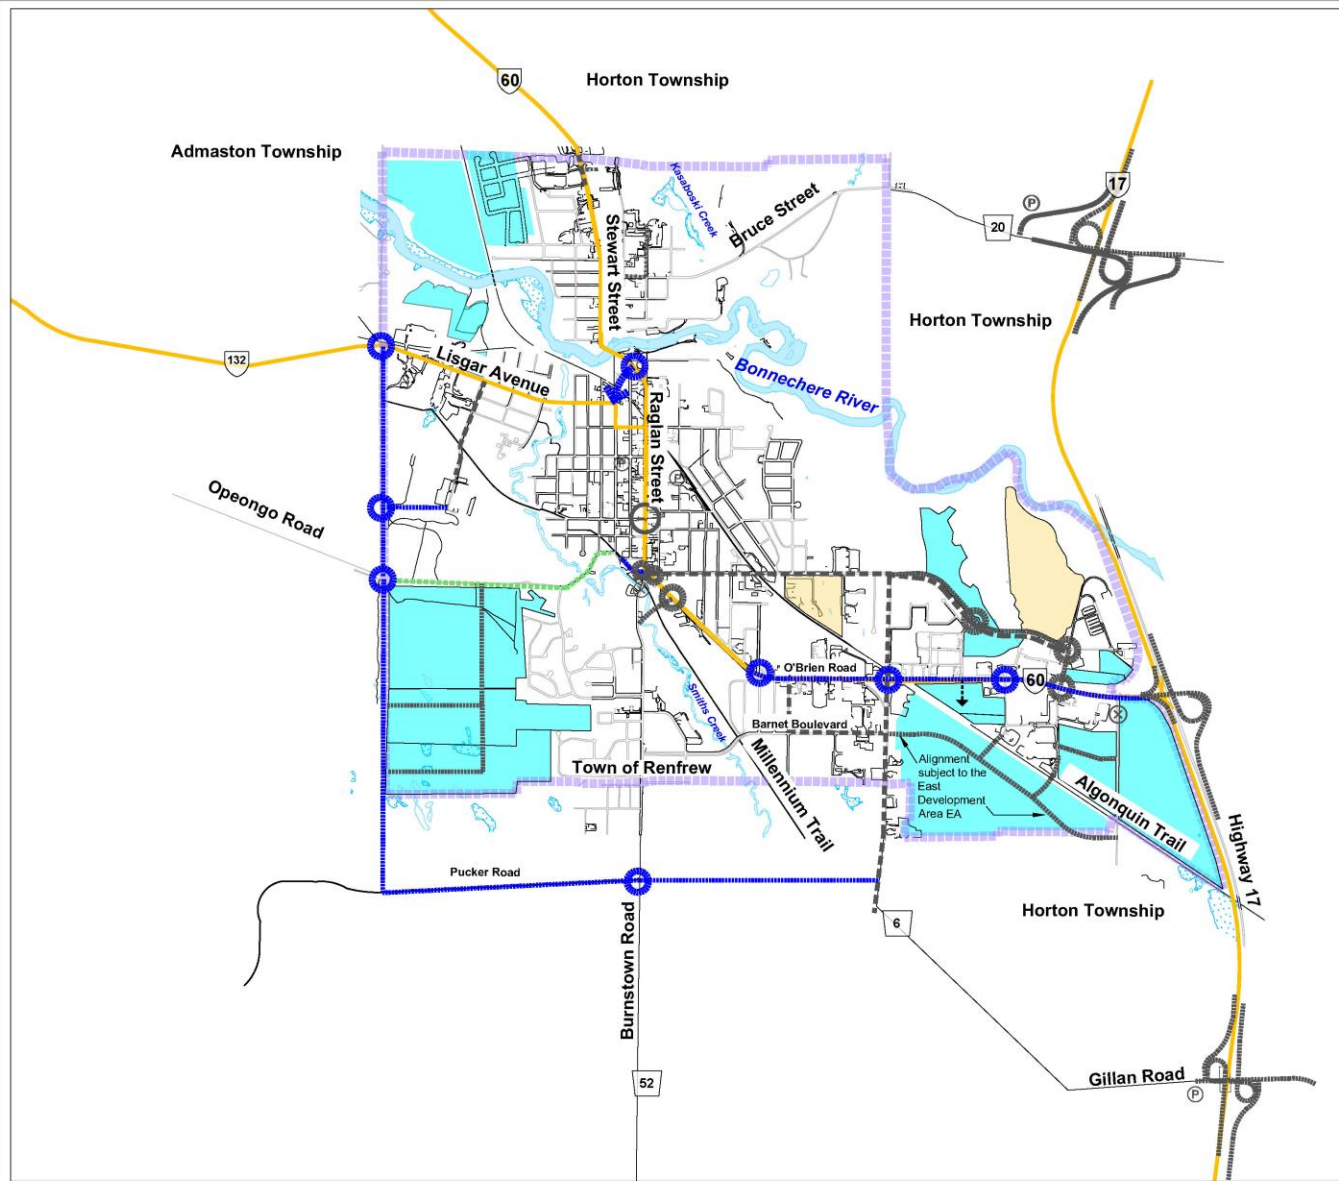 60
Horton Township
Admaston Township
17
P
Kasaboski Creek
Bruce Street
20
Stewart Street
Horton Township
132
Lisgar Avenue
Bonnechere River
Raglan Street
P
Opeongo Road
O'Brien Road
60
Smiths Creek
Barnet Boulevard
X
Millennium Trail
Town of Renfrew
Alignment
subject to the
East
Development
Area EA
Algonquin Trail
Highway 17
Pucker Road
Horton Township
6
Burnstown Road
52
Gillan Road
P